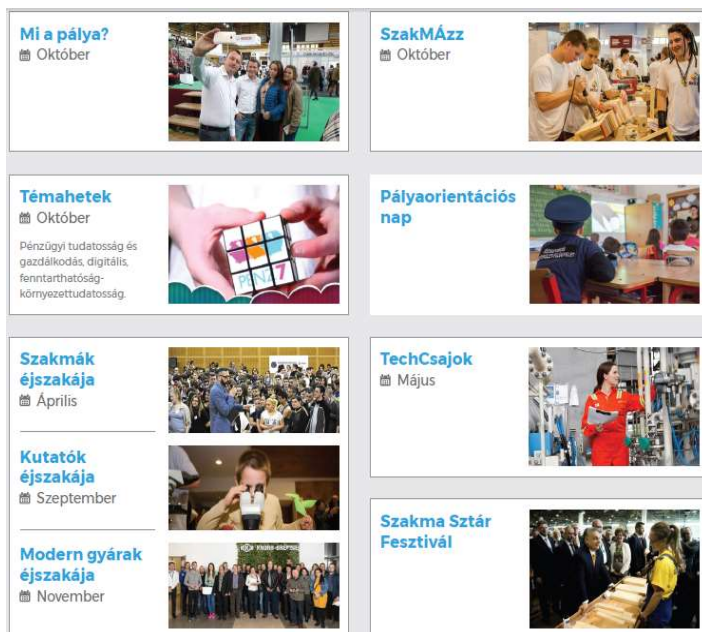 Mi a pálya?
Október
SzakMÁzz
Október
Témahetek
Október
Pénzügyi tudatosság és
gazdálkodás, digitális,
fenntarthatóság-
környezettudatosság.
PÉNZ7
Pályaorientációs
nap
Szakmák
éjszakája
Április
Kutatók
éjszakája
Szeptember
Modern gyárak
éjszakája
November
TechCsajok
Május
Szakma Sztár
Fesztivál